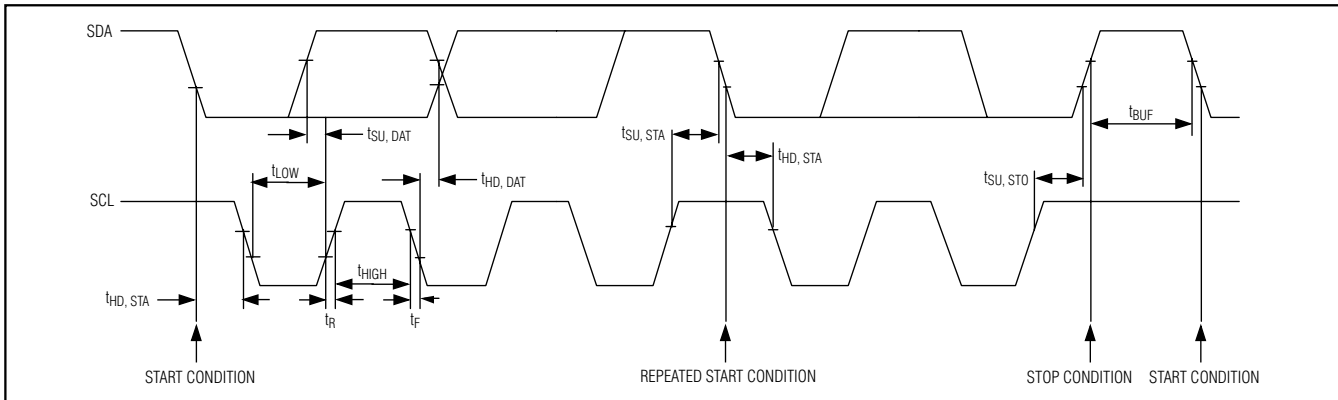 SDA
tSU, DAT
tSU, STA
tBUF
tHD, STA
tLOW
tHD, DAT
tSU, STO
SCL
tHIGH
tHD, STA
tR
tF
START CONDITION
REPEATED START CONDITION
STOP CONDITION
START CONDITION